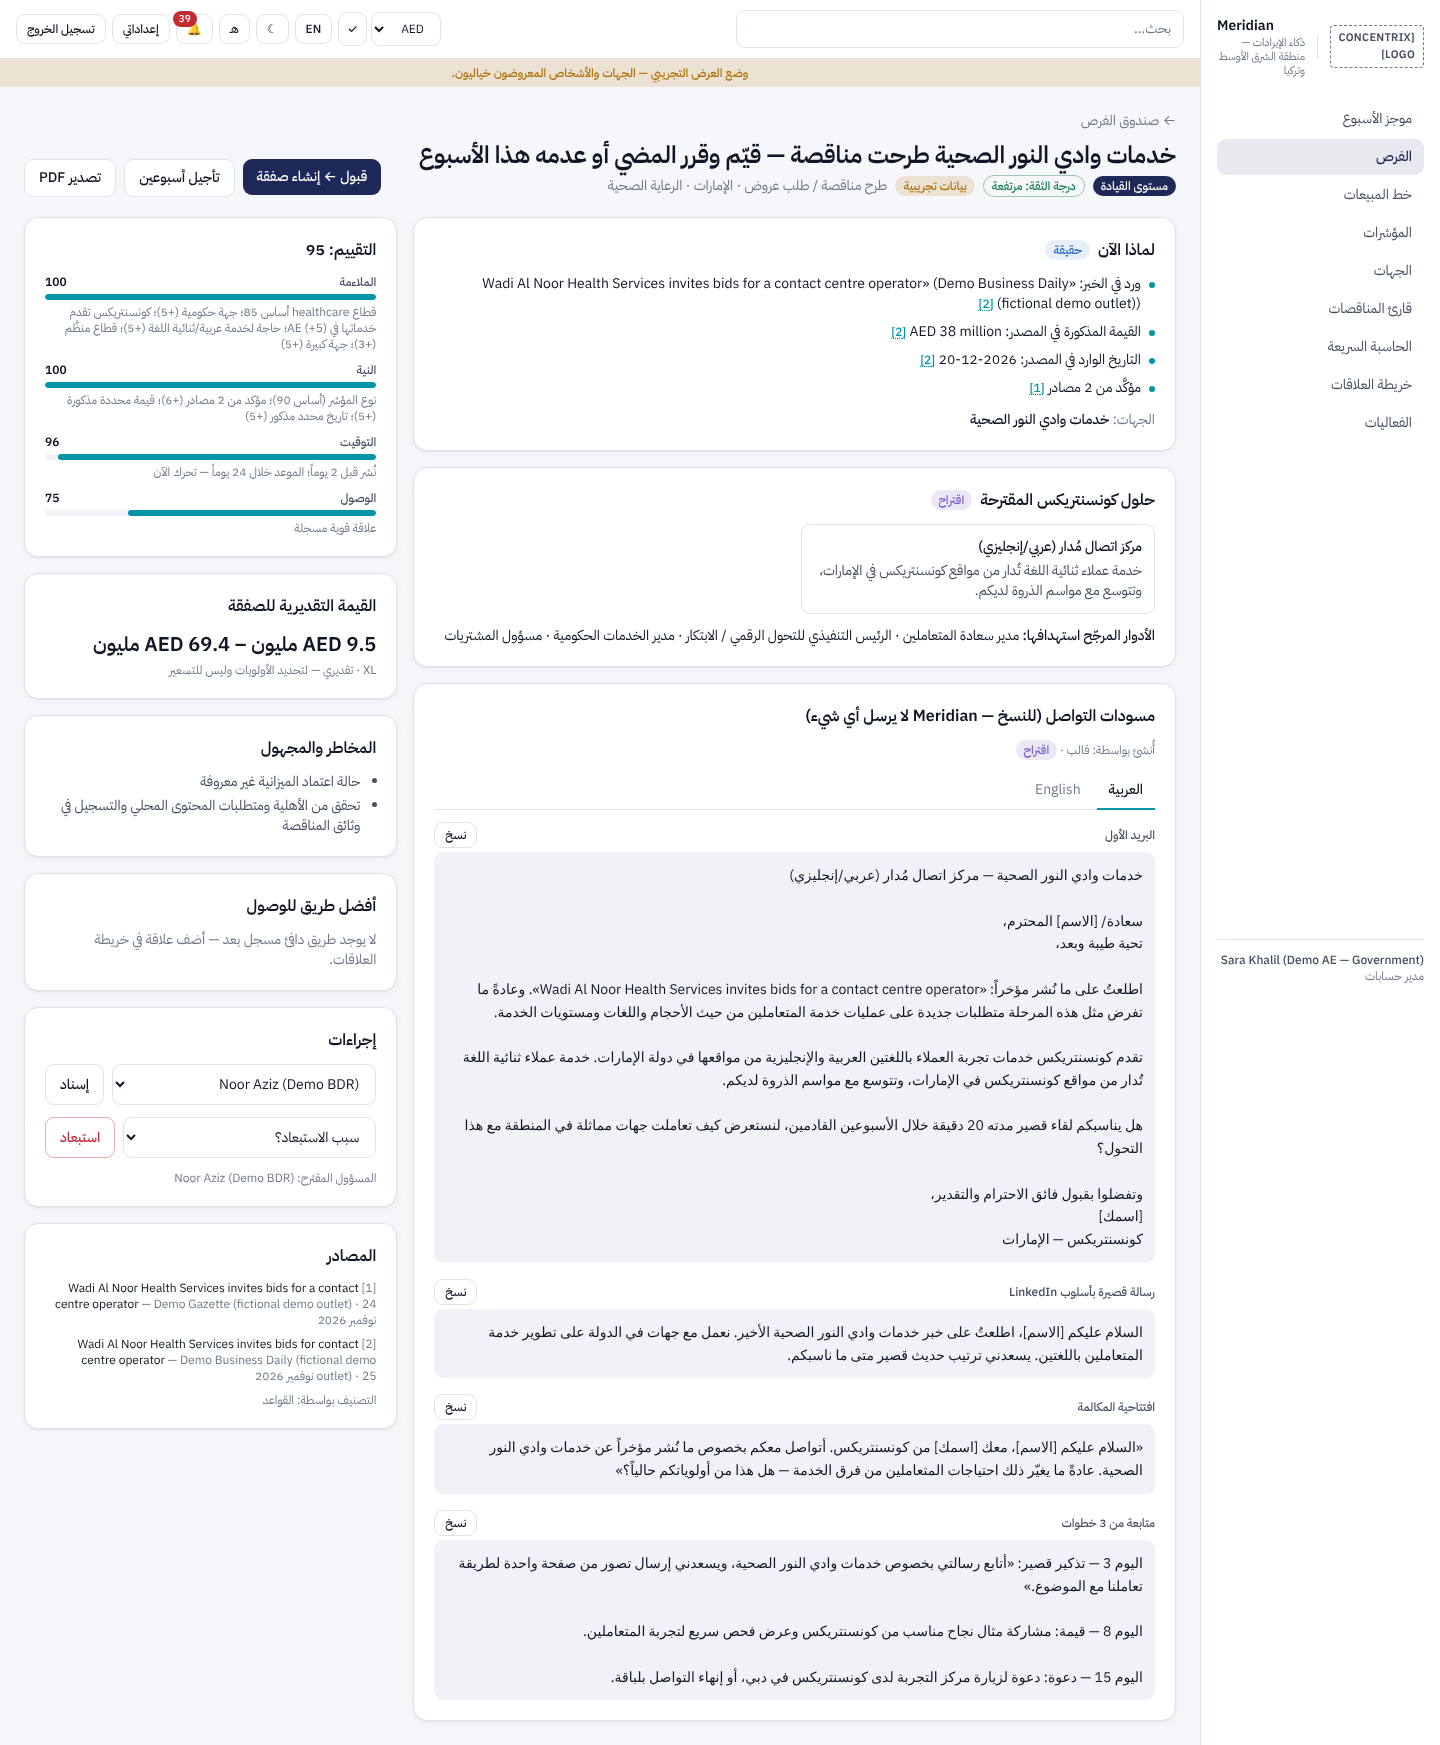 [CONCENTRIX
LOGO]
Meridian
ذكاء الإيرادات —
منطقة الشرق الأوسط
وتركيا
موجز الأسبوع
الفرص
خط المبيعات
المؤشرات
الجهات
قارئ المناقصات
الحاسبة السريعة
خريطة العلاقات
الفعاليات
Sara Khalil (Demo AE — Government)
مدير حسابات
بحث...
AED
✓
EN
☾
هـ
🔔 39
إعداداتي
تسجيل الخروج
وضع العرض التجريبي — الجهات والأشخاص المعروضون خياليون.
← صندوق الفرص
خدمات وادي النور الصحية طرحت مناقصة — قيّم وقرر المضي أو عدمه هذا الأسبوع
مستوى القيادة
درجة الثقة: مرتفعة
بيانات تجريبية
طرح مناقصة / طلب عروض · الإمارات · الرعاية الصحية
قبول ← إنشاء صفقة
تأجيل أسبوعين
تصدير PDF
لماذا الآن
حقيقة
ورد في الخبر: «Wadi Al Noor Health Services invites bids for a contact centre operator» (Demo Business Daily
(fictional demo outlet)) [2]
القيمة المذكورة في المصدر: AED 38 million [2]
التاريخ الوارد في المصدر: 2026-12-20 [2]
مؤكَّد من 2 مصادر [1]
الجهات: خدمات وادي النور الصحية
حلول كونسنتريكس المقترحة
اقتراح
مركز اتصال مُدار (عربي/إنجليزي)
خدمة عملاء ثنائية اللغة تُدار من مواقع كونسنتريكس في الإمارات،
وتتوسع مع مواسم الذروة لديكم.
الأدوار المرجّح استهدافها: مدير سعادة المتعاملين · الرئيس التنفيذي للتحول الرقمي / الابتكار · مدير الخدمات الحكومية · مسؤول المشتريات
مسودات التواصل (للنسخ — Meridian لا يرسل أي شيء)
أُنشئ بواسطة: قالب ·
اقتراح
العربية
English
البريد الأول
نسخ
خدمات وادي النور الصحية — مركز اتصال مُدار (عربي/إنجليزي)
سعادة/ [الاسم] المحترم،
تحية طيبة وبعد،
اطلعتُ على ما نُشر مؤخراً: «Wadi Al Noor Health Services invites bids for a contact centre operator». وعادةً ما
تفرض مثل هذه المرحلة متطلبات جديدة على عمليات خدمة المتعاملين من حيث الأحجام واللغات ومستويات الخدمة.
تقدم كونسنتريكس خدمات تجربة العملاء باللغتين العربية والإنجليزية من مواقعها في دولة الإمارات. خدمة عملاء ثنائية اللغة
تُدار من مواقع كونسنتريكس في الإمارات، وتتوسع مع مواسم الذروة لديكم.
هل يناسبكم لقاء قصير مدته 20 دقيقة خلال الأسبوعين القادمين، لنستعرض كيف تعاملت جهات مماثلة في المنطقة مع هذا
التحول؟
وتفضلوا بقبول فائق الاحترام والتقدير،
[اسمك]
كونسنتريكس — الإمارات
رسالة قصيرة بأسلوب LinkedIn
نسخ
السلام عليكم [الاسم]، اطلعتُ على خبر خدمات وادي النور الصحية الأخير. نعمل مع جهات في الدولة على تطوير خدمة
المتعاملين باللغتين. يسعدني ترتيب حديث قصير متى ما ناسبكم.
افتتاحية المكالمة
نسخ
«السلام عليكم [الاسم]، معك [اسمك] من كونسنتريكس. أتواصل معكم بخصوص ما نُشر مؤخراً عن خدمات وادي النور
الصحية. عادةً ما يغيّر ذلك احتياجات المتعاملين من فرق الخدمة — هل هذا من أولوياتكم حالياً؟»
متابعة من 3 خطوات
نسخ
اليوم 3 — تذكير قصير: «أتابع رسالتي بخصوص خدمات وادي النور الصحية، ويسعدني إرسال تصور من صفحة واحدة لطريقة
تعاملنا مع الموضوع.»
اليوم 8 — قيمة: مشاركة مثال نجاح مناسب من كونسنتريكس وعرض فحص سريع لتجربة المتعاملين.
اليوم 15 — دعوة: دعوة لزيارة مركز التجربة لدى كونسنتريكس في دبي، أو إنهاء التواصل بلباقة.
التقييم: 95
الملاءمة
100
قطاع healthcare أساس 85؛ جهة حكومية (+5)؛ كونسنتريكس تقدم
خدماتها في AE (+5)؛ حاجة لخدمة عربية/ثنائية اللغة (+5)؛ قطاع منظَّم
(+3)؛ جهة كبيرة (+5)
النية
100
نوع المؤشر (أساس 90)؛ مؤكد من 2 مصادر (+6)؛ قيمة محددة مذكورة
(+5)؛ تاريخ محدد مذكور (+5)
التوقيت
96
نُشر قبل 2 يوماً؛ الموعد خلال 24 يوماً — تحرك الآن
الوصول
75
علاقة قوية مسجلة
القيمة التقديرية للصفقة
AED 9.5 مليون – AED 69.4 مليون
XL · تقديري — لتحديد الأولويات وليس للتسعير
المخاطر والمجهول
حالة اعتماد الميزانية غير معروفة
تحقق من الأهلية ومتطلبات المحتوى المحلي والتسجيل في
وثائق المناقصة
أفضل طريق للوصول
لا يوجد طريق دافئ مسجل بعد — أضف علاقة في خريطة
العلاقات.
إجراءات
Noor Aziz (Demo BDR)
إسناد
سبب الاستبعاد؟
استبعاد
المسؤول المقترح: Noor Aziz (Demo BDR)
المصادر
[1] Wadi Al Noor Health Services invites bids for a contact
centre operator — Demo Gazette (fictional demo outlet) · 24
نوفمبر 2026
[2] Wadi Al Noor Health Services invites bids for a contact
centre operator — Demo Business Daily (fictional demo
outlet) · 25 نوفمبر 2026
التصنيف بواسطة: القواعد